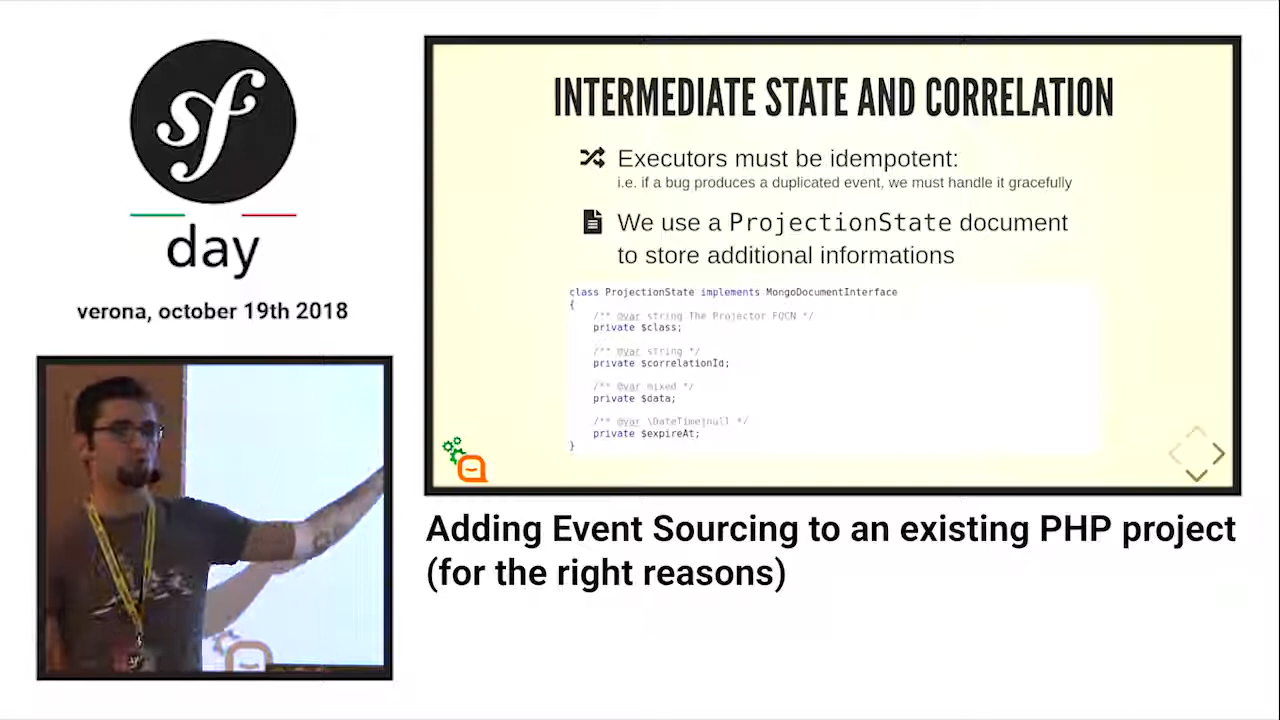 sf
day
verona, october 19th 2018
INTERMEDIATE STATE AND CORRELATION
Executors must be idempotent:
i.e. if a bug produces a duplicated event, we must handle it gracefully
We use a ProjectionState document
to store additional informations
class ProjectionState implements MongoDocumentInterface
{
/** @var string The Projector FQCN */
private $class;
/** @var string */
private $correlationId;
/** @var mixed */
private $data;
/** @var \DateTime|null */
private $expireAt;
}
Adding Event Sourcing to an existing PHP project
(for the right reasons)